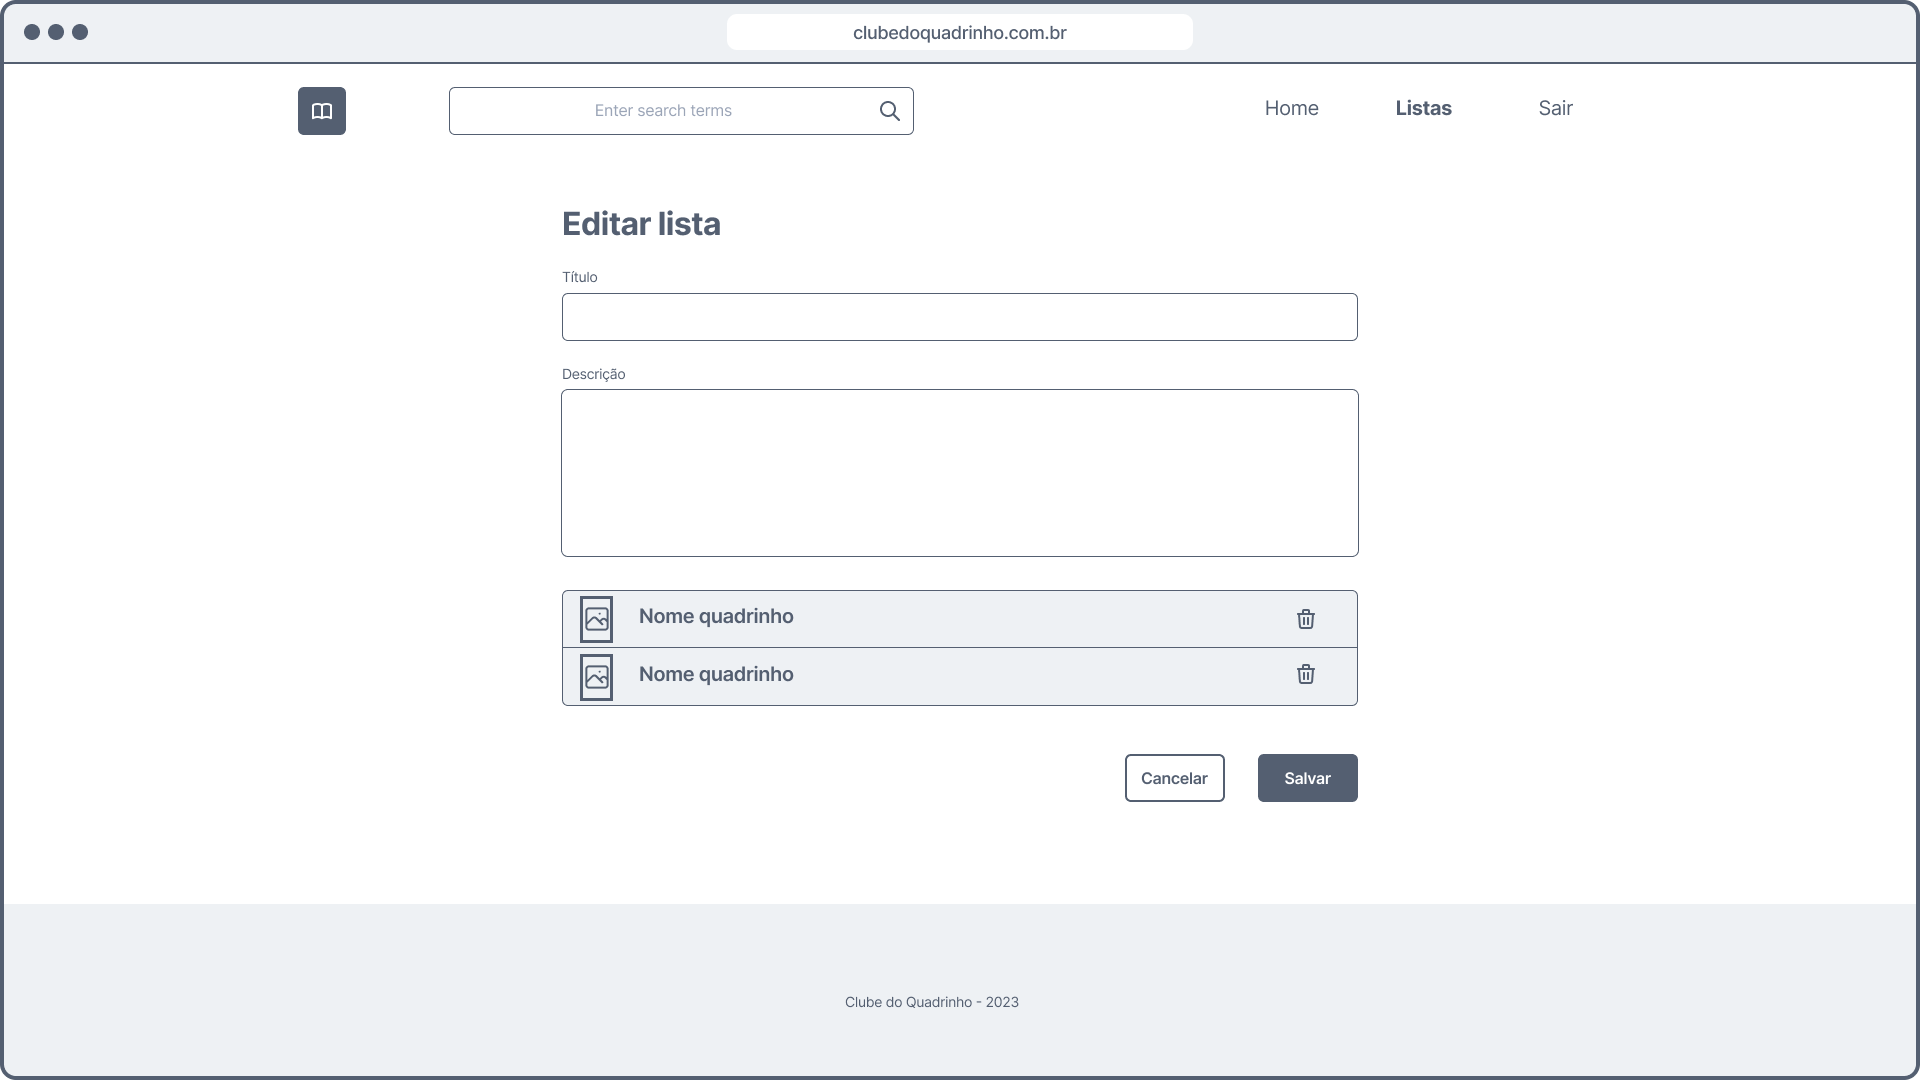 clubedoquadrinho.com.br
Enter search terms
Home
Listas
Sair
Editar lista
Título
Descrição
Nome quadrinho
Nome quadrinho
Cancelar
Salvar
Clube do Quadrinho - 2023